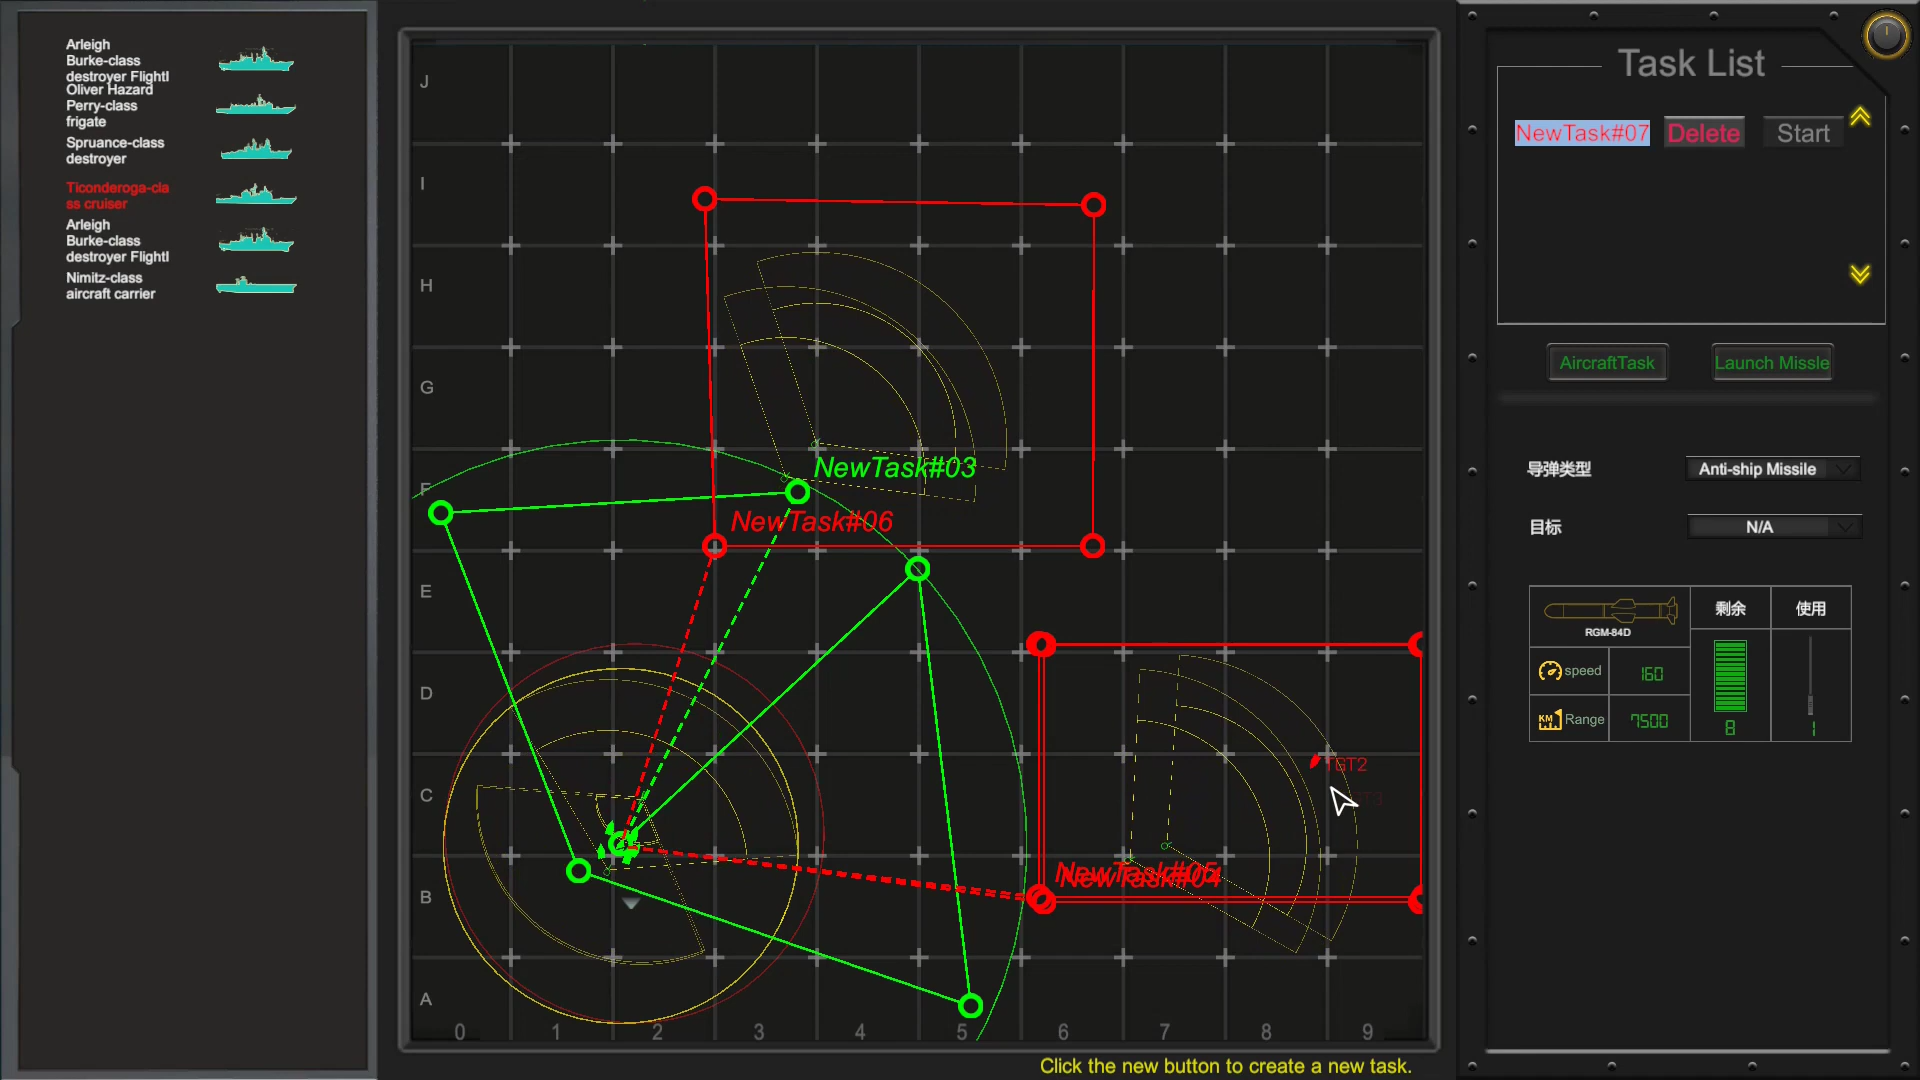 Arleigh
Burke-class
destroyer FlightI
Oliver Hazard
Perry-class
frigate
Spruance-class
destroyer
Ticonderoga-cla
ss cruiser
Arleigh
Burke-class
destroyer FlightI
Nimitz-class
aircraft carrier
J
I
H
G
F
E
D
C
B
A
0 1 2 3 4 5 6 7 8 9
NewTask#03
NewTask#06
TGT2
NewTask#04
Click the new button to create a new task.
Task List
NewTask#07 Delete Start
AircraftTask Launch Missle
导弹类型 Anti-ship Missile
目标 N/A
RGM-84D 剩余 使用
speed 160
KM Range 7500 8 1